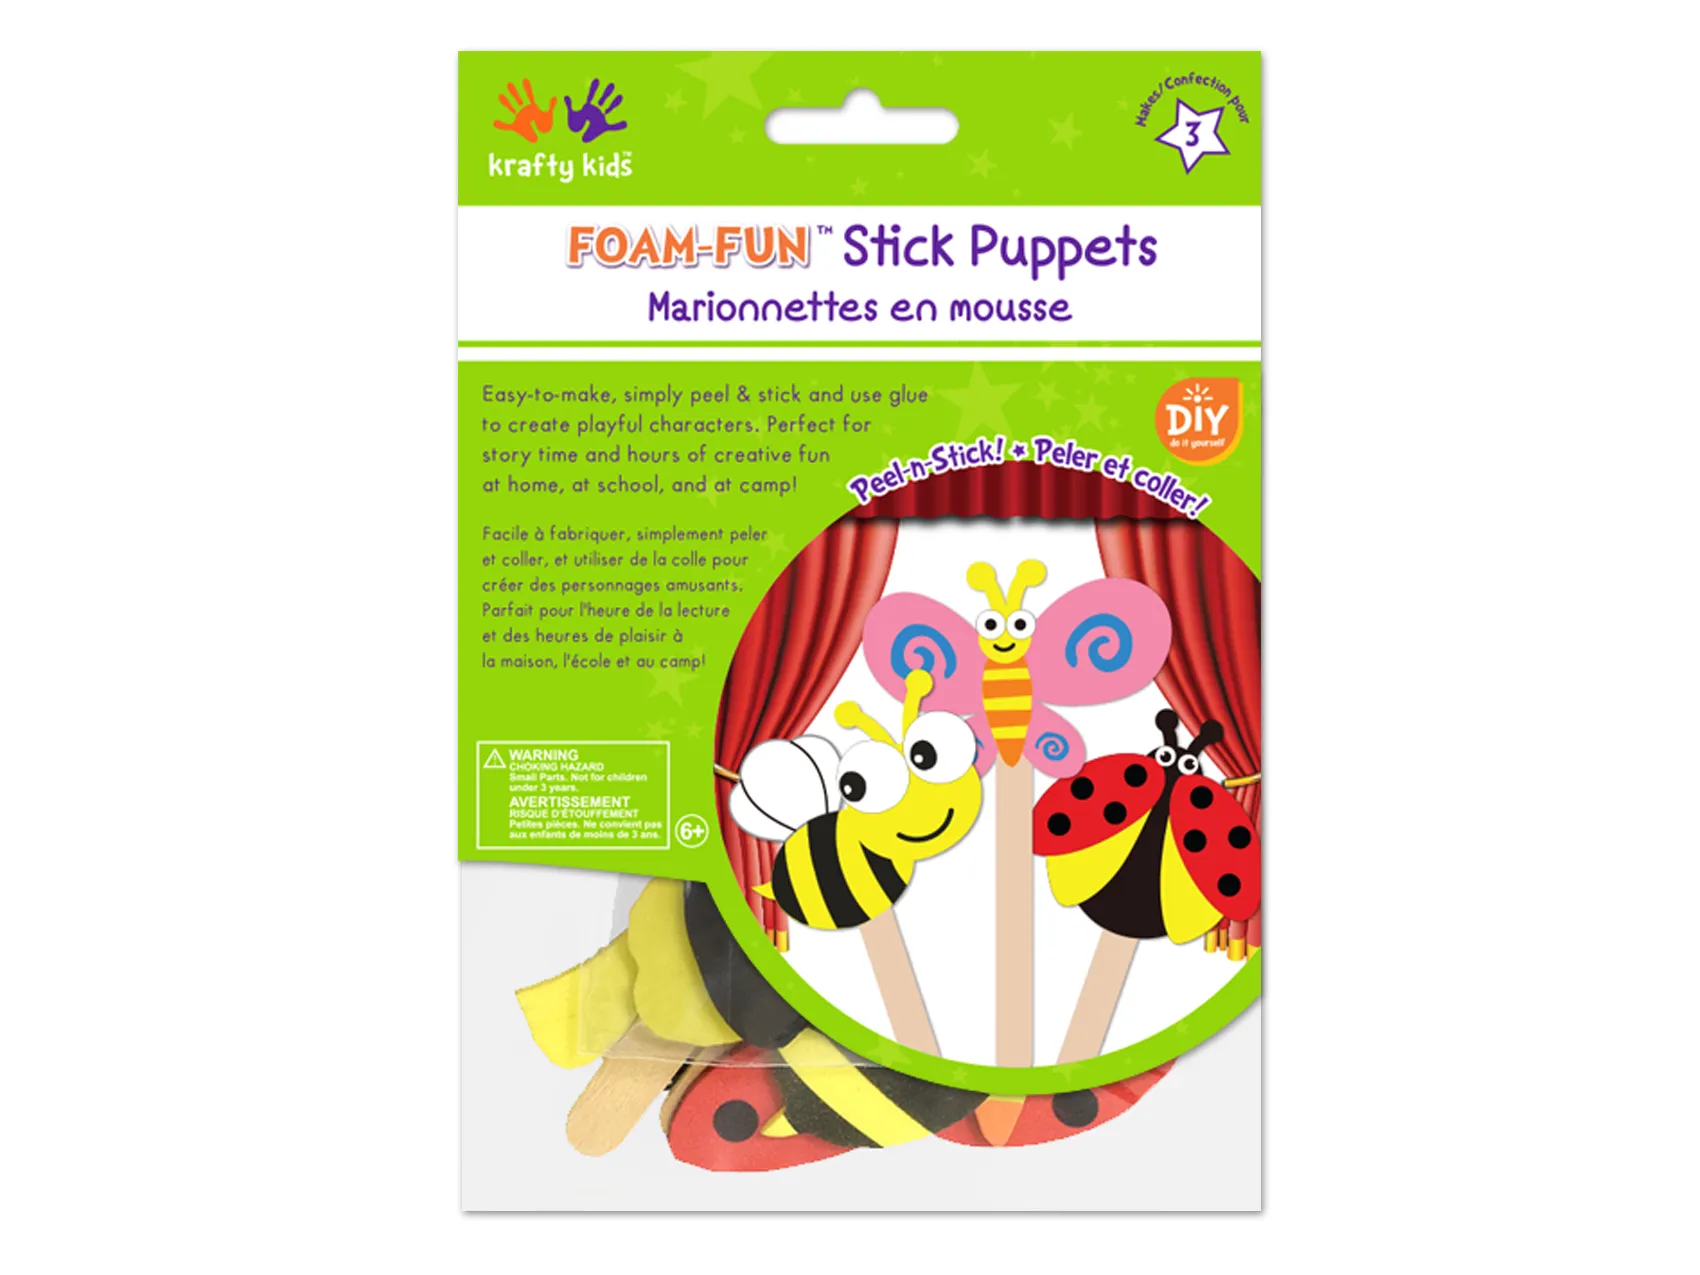 krafty kids™
Makes/Confection pour
3
FOAM-FUN™ Stick Puppets
Marionnettes en mousse
Easy-to-make, simply peel & stick and use glue
to create playful characters. Perfect for
story time and hours of creative fun
at home, at school, and at camp!
DiY
do it yourself
Peel-n-Stick! ★ Peler et coller!
Facile à fabriquer, simplement peler
et coller, et utiliser de la colle pour
créer des personnages amusants.
Parfait pour l'heure de la lecture
et des heures de plaisir à
la maison, l'école et au camp!
WARNING
CHOKING HAZARD
Small Parts. Not for children
under 3 years.
AVERTISSEMENT
RISQUE D'ÉTOUFFEMENT
Petites pièces. Ne convient pas
aux enfants de moins de 3 ans.
6+